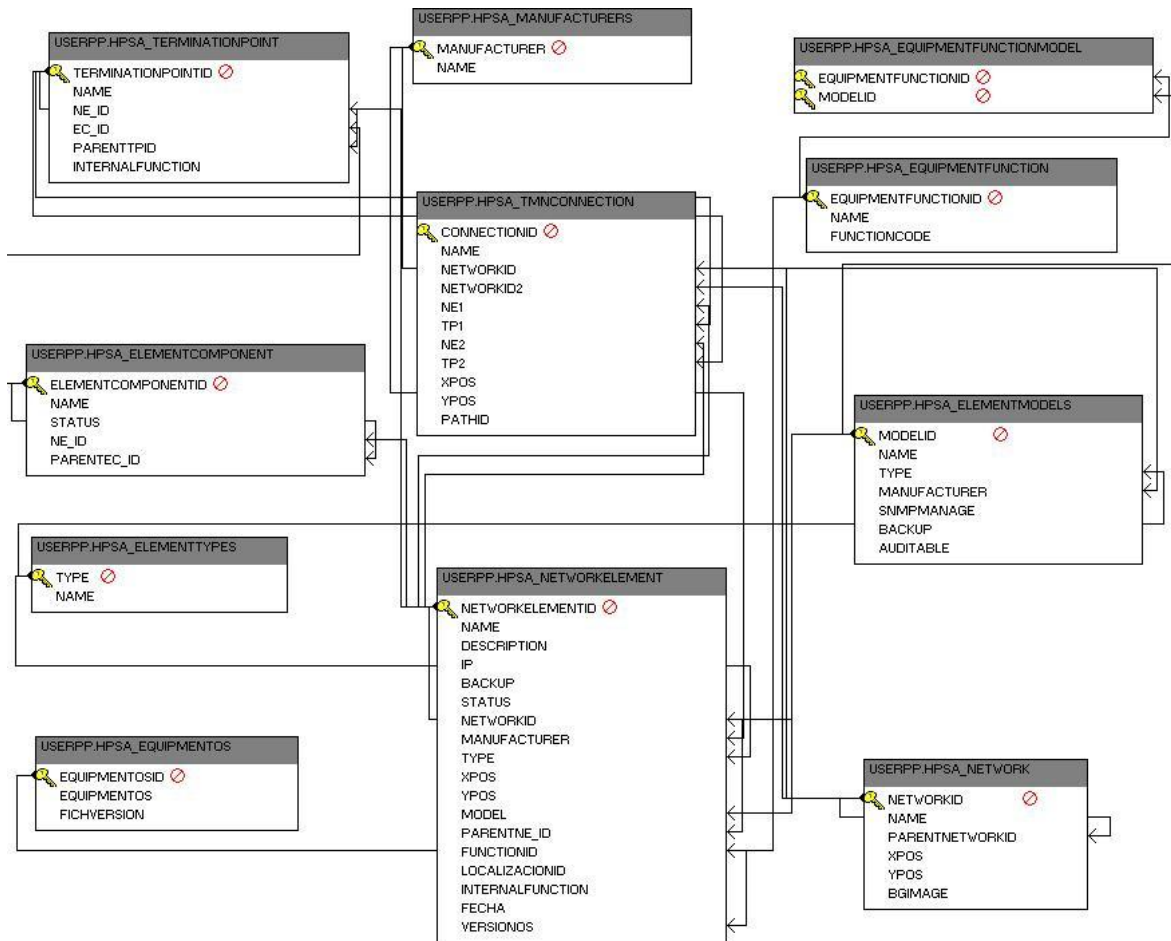 USERPP.HPSA_TERMINATIONPOINT
TERMINATIONPOINTID
NAME
NE_ID
EC_ID
PARENTTPID
INTERNALFUNCTION
USERPP.HPSA_MANUFACTURERS
MANUFACTURER
NAME
USERPP.HPSA_EQUIPMENTFUNCTIONMODEL
EQUIPMENTFUNCTIONID
MODELID
USERPP.HPSA_EQUIPMENTFUNCTION
EQUIPMENTFUNCTIONID
NAME
FUNCTIONCODE
USERPP.HPSA_TMNCONNECTION
CONNECTIONID
NAME
NETWORKID
NETWORKID2
NE1
TP1
NE2
TP2
XPOS
YPOS
PATHID
USERPP.HPSA_ELEMENTCOMPONENT
ELEMENTCOMPONENTID
NAME
STATUS
NE_ID
PARENTEC_ID
USERPP.HPSA_ELEMENTMODELS
MODELID
NAME
TYPE
MANUFACTURER
SNMPMANAGE
BACKUP
AUDITABLE
USERPP.HPSA_ELEMENTTYPES
TYPE
NAME
USERPP.HPSA_NETWORKELEMENT
NETWORKELEMENTID
NAME
DESCRIPTION
IP
BACKUP
STATUS
NETWORKID
MANUFACTURER
TYPE
XPOS
YPOS
MODEL
PARENTNE_ID
FUNCTIONID
LOCALIZACIONID
INTERNALFUNCTION
FECHA
VERSIONOS
USERPP.HPSA_EQUIPMENTOS
EQUIPMENTOSID
EQUIPMENTOS
FICHVERSION
USERPP.HPSA_NETWORK
NETWORKID
NAME
PARENTNETWORKID
XPOS
YPOS
BGIMAGE